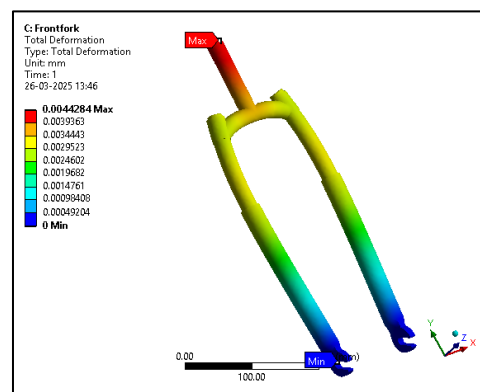 C: Frontfork
Total Deformation
Type: Total Deformation
Unit: mm
Time: 1
26-03-2025 13:46
0.0044284 Max
0.0039363
0.0034443
0.0029523
0.0024602
0.0019682
0.0014761
0.00098408
0.00049204
0 Min
Max
Min
0.00
100.00
Y
Z
X